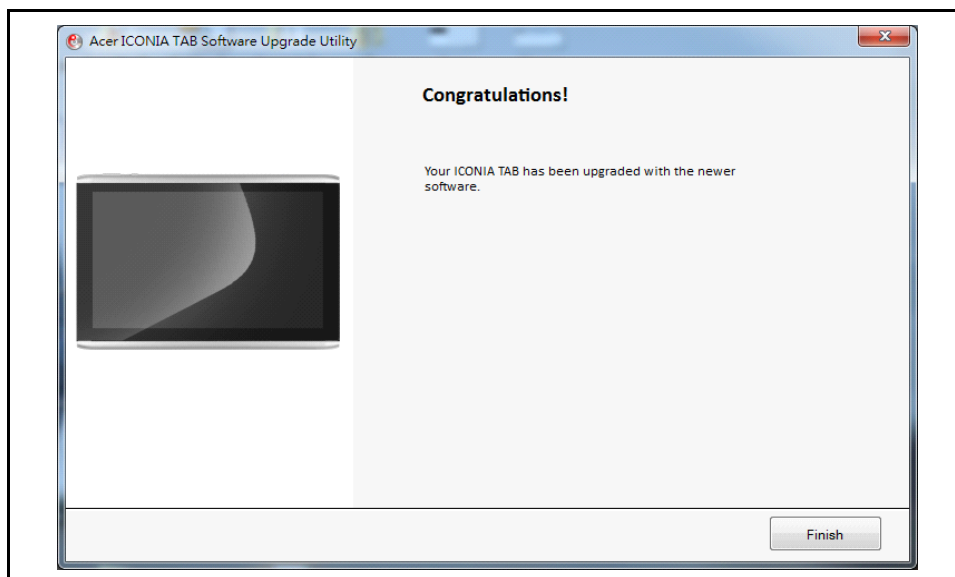 Acer ICONIA TAB Software Upgrade Utility
Congratulations!
Your ICONIA TAB has been upgraded with the newer
software.
Finish